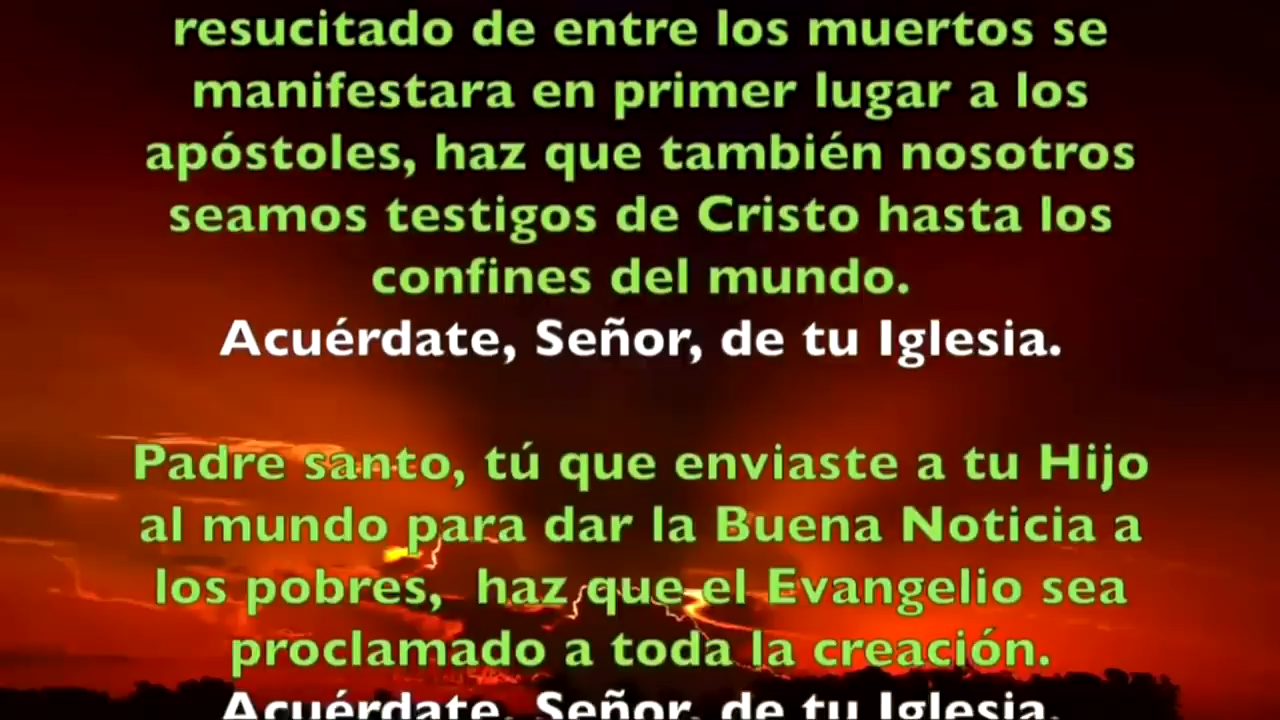 resucitado de entre los muertos se
manifestara en primer lugar a los
apóstoles, haz que también nosotros
seamos testigos de Cristo hasta los
confines del mundo.
Acuérdate, Señor, de tu Iglesia.
Padre santo, tú que enviaste a tu Hijo
al mundo para dar la Buena Noticia a
los pobres,  haz que el Evangelio sea
proclamado a toda la creación.
Acuérdate, Señor, de tu Iglesia.